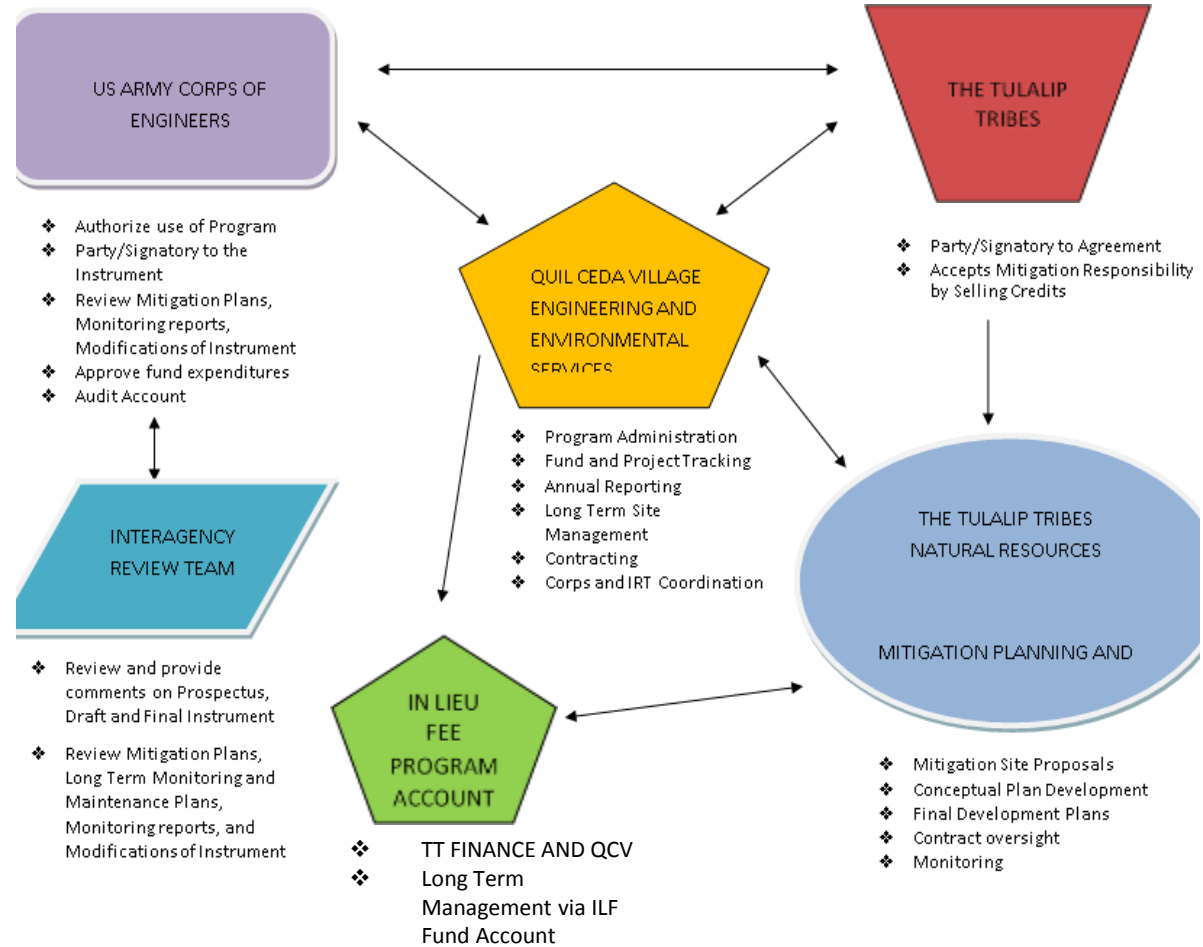 US ARMY CORPS OF
ENGINEERS
THE TULALIP
TRIBES
❖ Authorize use of Program
❖ Party/Signatory to the
Instrument
❖ Review Mitigation Plans,
Monitoring reports,
Modifications of Instrument
❖ Approve fund expenditures
❖ Audit Account
❖ Party/Signatory to Agreement
❖ Accepts Mitigation Responsibility
by Selling Credits
QUIL CEDA VILLAGE
ENGINEERING AND
ENVIRONMENTAL
SERVICES
❖ Program Administration
❖ Fund and Project Tracking
❖ Annual Reporting
❖ Long Term Site
Management
❖ Contracting
❖ Corps and IRT Coordination
INTERAGENCY
REVIEW TEAM
THE TULALIP TRIBES
NATURAL RESOURCES
MITIGATION PLANNING AND
❖ Review and provide
comments on Prospectus,
Draft and Final Instrument
❖ Review Mitigation Plans,
Long Term Monitoring and
Maintenance Plans,
Monitoring reports, and
Modifications of Instrument
IN LIEU
FEE
PROGRAM
ACCOUNT
❖ TT FINANCE AND QCV
❖ Long Term
Management via ILF
Fund Account
❖ Mitigation Site Proposals
❖ Conceptual Plan Development
❖ Final Development Plans
❖ Contract oversight
❖ Monitoring